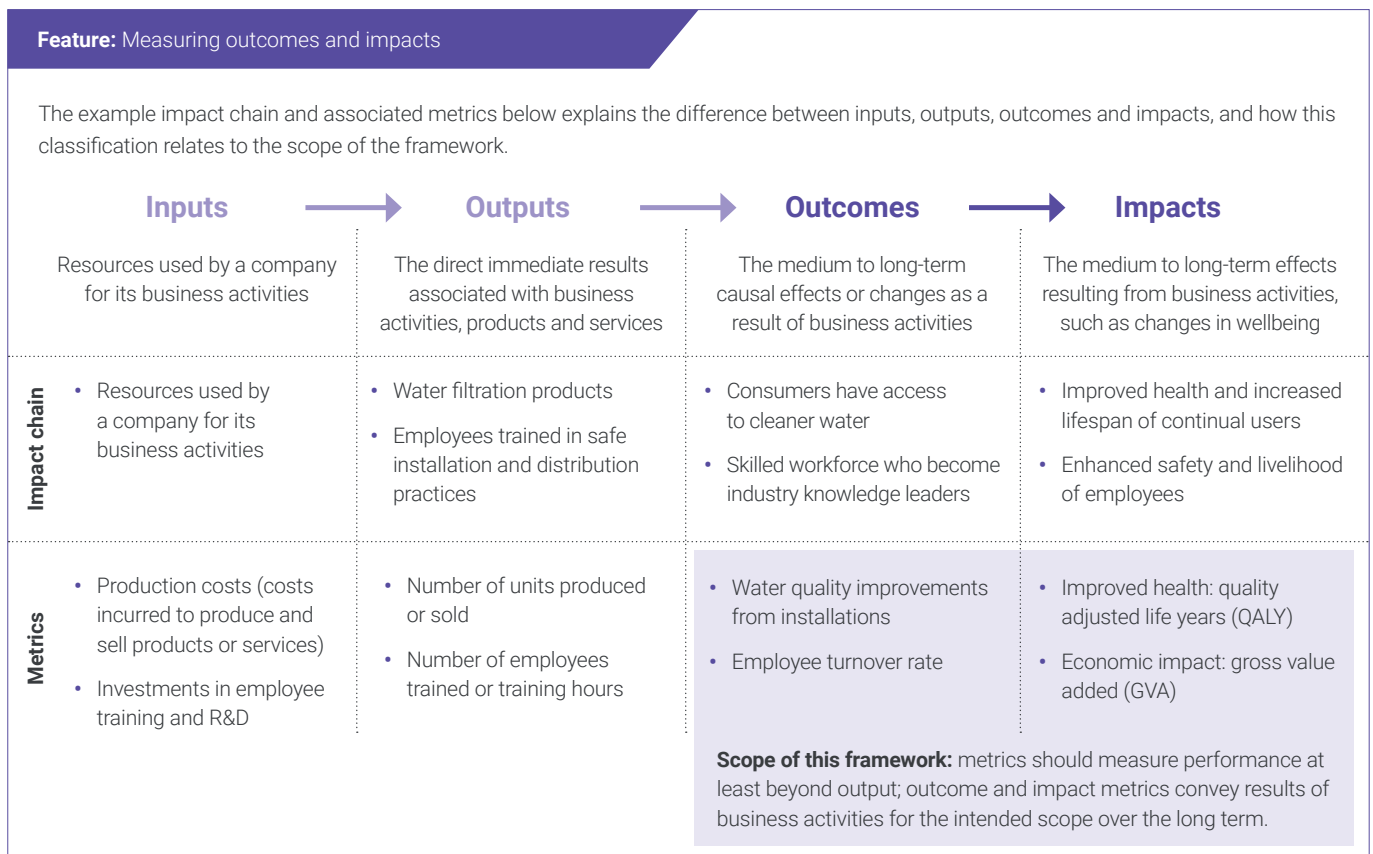 Feature: Measuring outcomes and impacts
The example impact chain and associated metrics below explains the difference between inputs, outputs, outcomes and impacts, and how this
classification relates to the scope of the framework.
Inputs
Outputs
Outcomes
Impacts
Resources used by a company
for its business activities
The direct immediate results
associated with business
activities, products and services
The medium to long-term
causal effects or changes as a
result of business activities
The medium to long-term effects
resulting from business activities,
such as changes in wellbeing
Impact chain
• Resources used by
a company for its
business activities
• Water filtration products
• Employees trained in safe
installation and distribution
practices
• Consumers have access
to cleaner water
• Skilled workforce who become
industry knowledge leaders
• Improved health and increased
lifespan of continual users
• Enhanced safety and livelihood
of employees
Metrics
• Production costs (costs
incurred to produce and
sell products or services)
• Investments in employee
training and R&D
• Number of units produced
or sold
• Number of employees
trained or training hours
• Water quality improvements
from installations
• Employee turnover rate
• Improved health: quality
adjusted life years (QALY)
• Economic impact: gross value
added (GVA)
Scope of this framework: metrics should measure performance at
least beyond output; outcome and impact metrics convey results of
business activities for the intended scope over the long term.